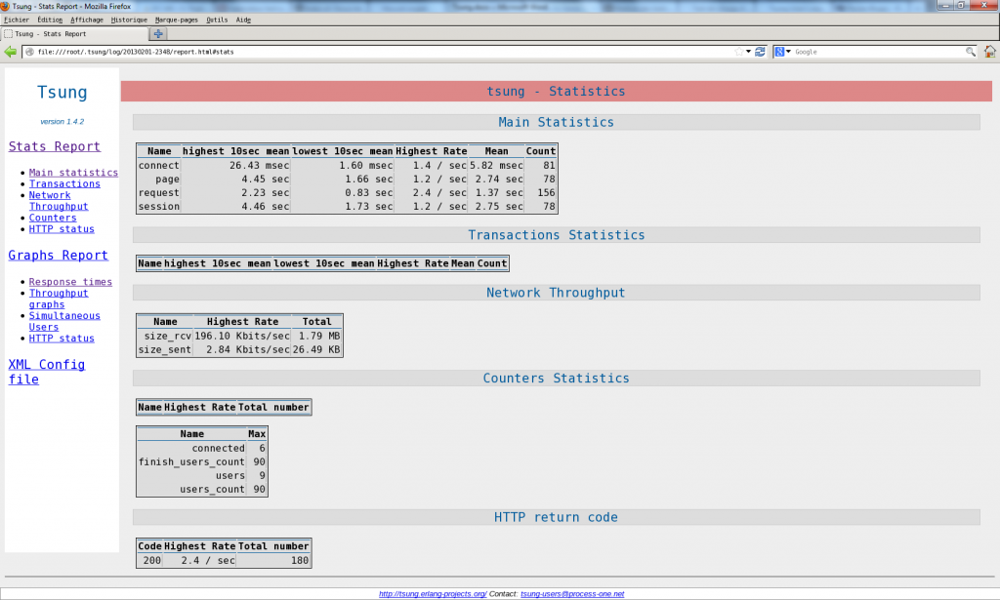 Tsung - Stats Report - Mozilla Firefox
Fichier Édition Affichage Historique Marque-pages Outils Aide
Tsung - Stats Report
file:///root/.tsung/log/20130201-2348/report.html#stats
Google
Tsung
version 1.4.2
Stats Report
Main statistics
Transactions
Network
Throughput
Counters
HTTP status
Graphs Report
Response times
Throughput
graphs
Simultaneous
Users
HTTP status
XML Config
file
tsung - Statistics
Main Statistics
Name highest 10sec mean lowest 10sec mean Highest Rate Mean Count
connect 26.43 msec 1.60 msec 1.4 / sec 5.82 msec 81
page 4.45 sec 1.66 sec 1.2 / sec 2.74 sec 78
request 2.23 sec 0.83 sec 2.4 / sec 1.37 sec 156
session 4.46 sec 1.73 sec 1.2 / sec 2.75 sec 78
Transactions Statistics
Name highest 10sec mean lowest 10sec mean Highest Rate Mean Count
Network Throughput
Name Highest Rate Total
size_rcv 196.10 Kbits/sec 1.79 MB
size_sent 2.84 Kbits/sec 26.49 KB
Counters Statistics
Name Highest Rate Total number
Name Max
connected 6
finish_users_count 90
users 9
users_count 90
HTTP return code
Code Highest Rate Total number
200 2.4 / sec 180
http://tsung.erlang-projects.org/ Contact: tsung-users@process-one.net